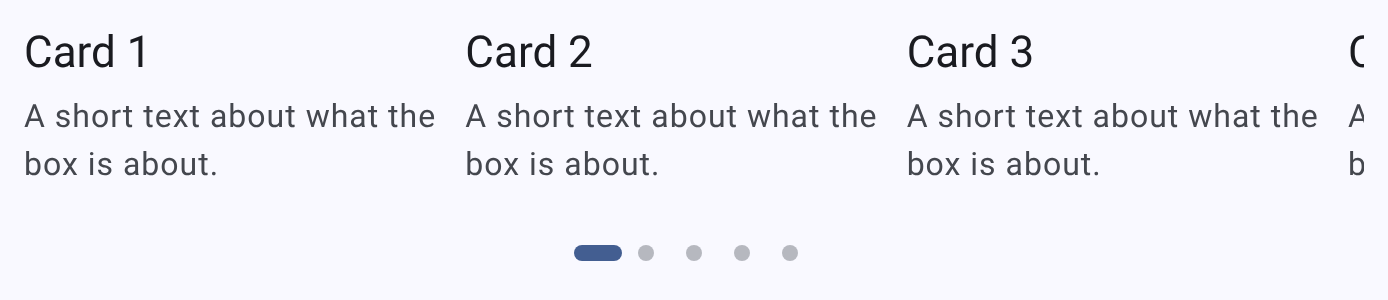 Card 1
A short text about what the
box is about.
Card 2
A short text about what the
box is about.
Card 3
A short text about what the
box is about.
A
b